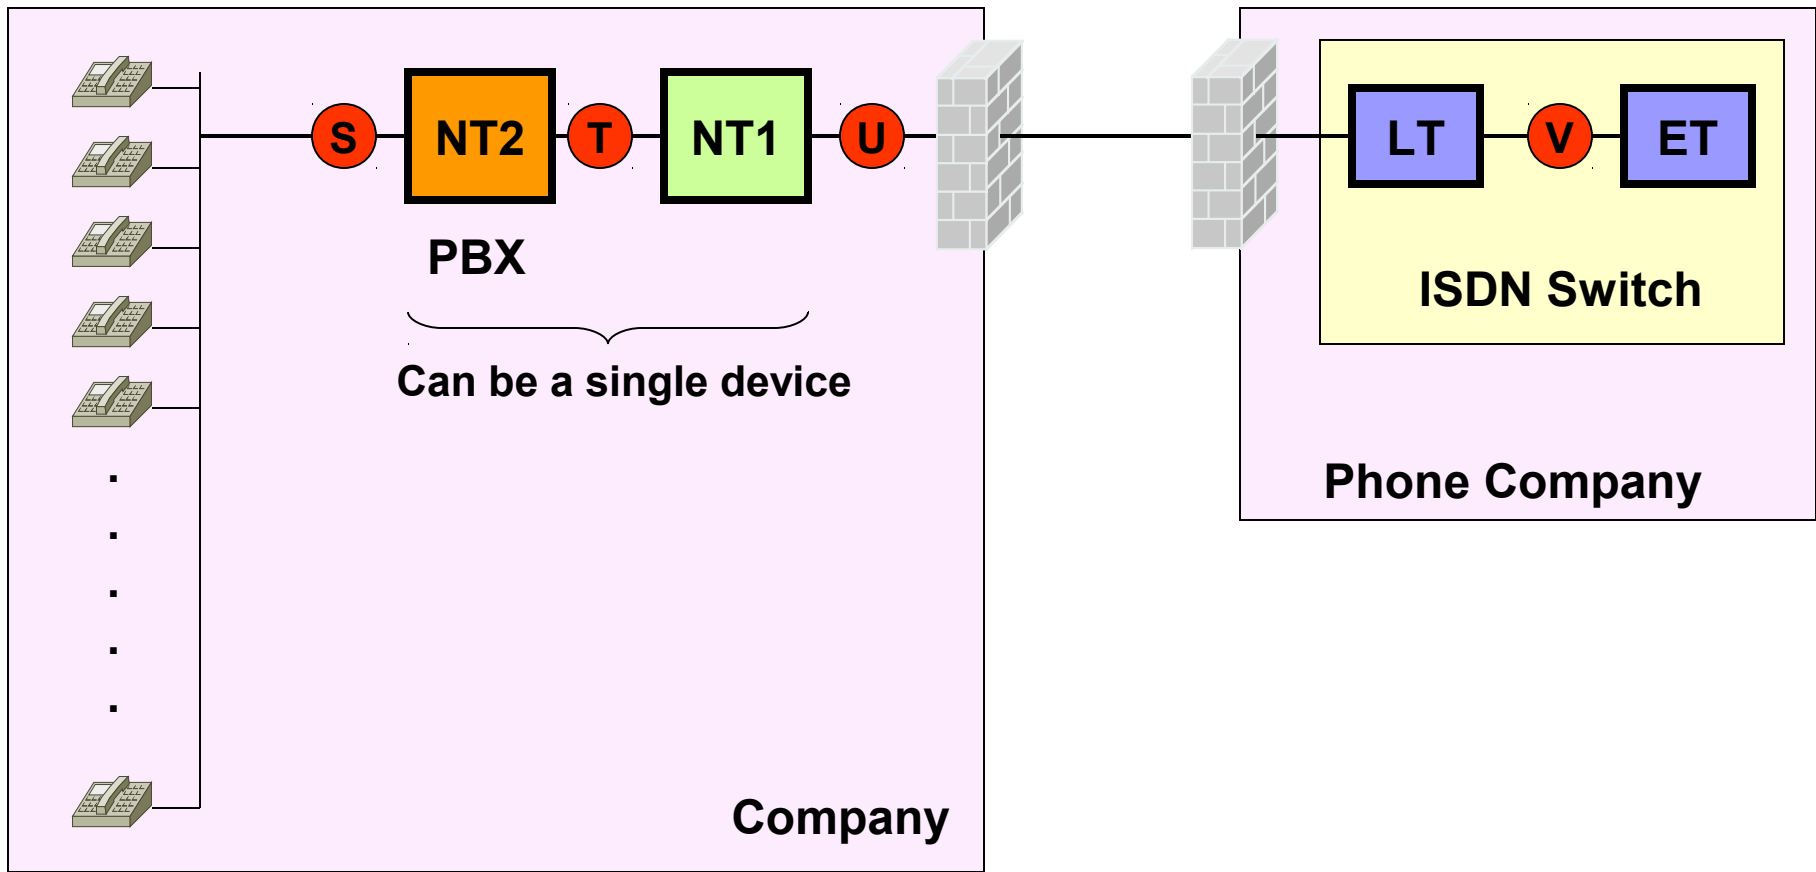 S
NT2
T
NT1
U
LT
V
ET
PBX
ISDN Switch
Can be a single device
Phone Company
Company